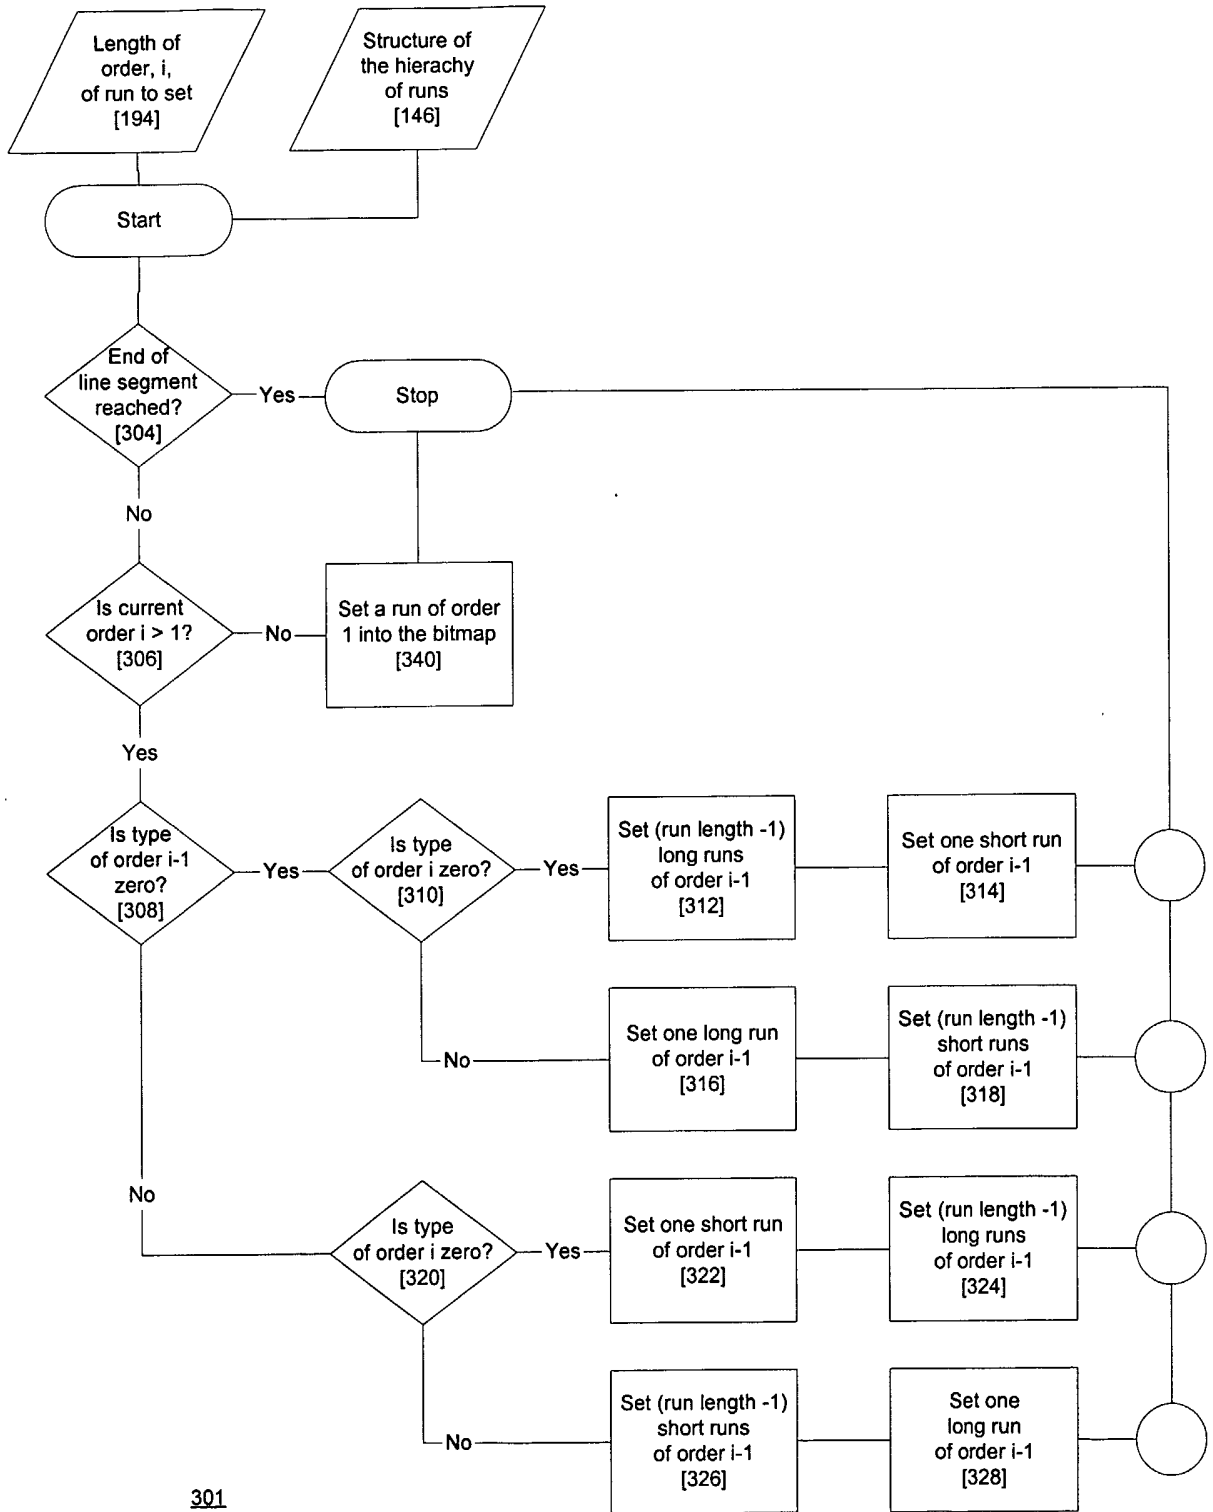 Length of
order, i,
of run to set
[194]
Structure of
the hierachy
of runs
[146]
Start
End of
line segment
reached?
[304]
Yes
Stop
No
Is current
order i > 1?
[306]
No
Set a run of order
1 into the bitmap
[340]
Yes
Is type
of order i-1
zero?
[308]
Yes
Is type
of order i zero?
[310]
Yes
Set (run length -1)
long runs
of order i-1
[312]
Set one short run
of order i-1
[314]
No
Set one long run
of order i-1
[316]
Set (run length -1)
short runs
of order i-1
[318]
No
Is type
of order i zero?
[320]
Yes
Set one short run
of order i-1
[322]
Set (run length -1)
long runs
of order i-1
[324]
No
Set (run length -1)
short runs
of order i-1
[326]
Set one
long run
of order i-1
[328]
301